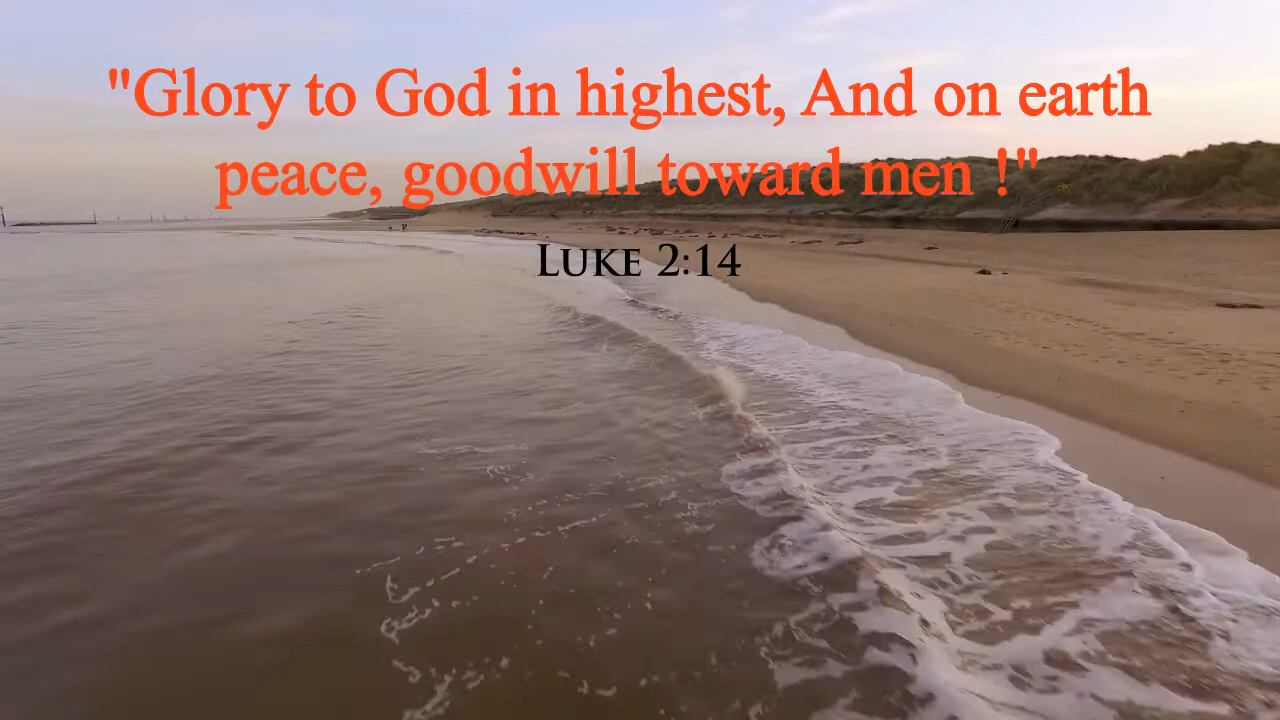 "Glory to God in highest, And on earth
peace, goodwill toward men !"
Luke 2:14